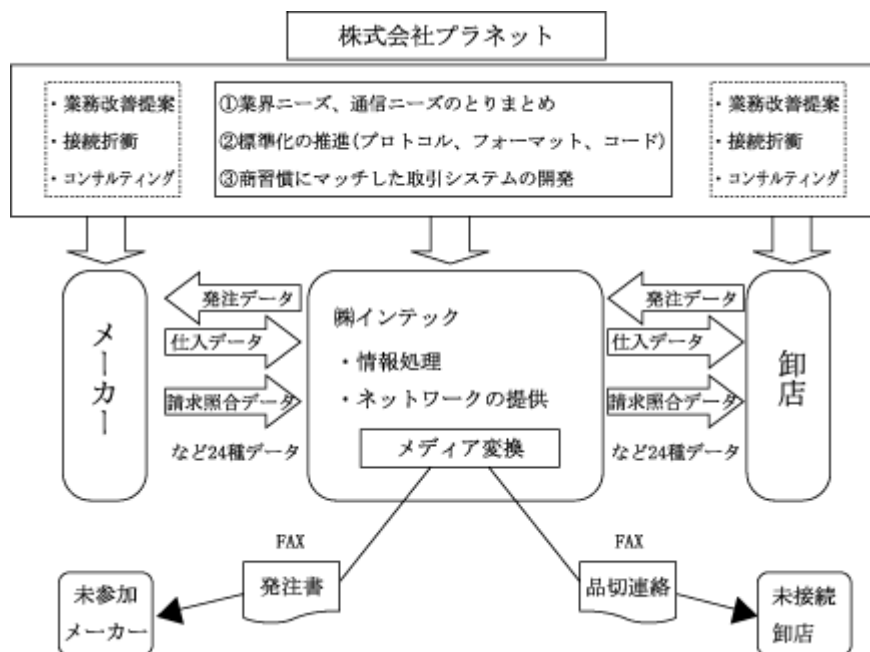 株式会社プラネット
・業務改善提案
・接続折衝
・コンサルティング
①業界ニーズ、通信ニーズのとりまとめ
②標準化の推進(プロトコル、フォーマット、コード)
③商習慣にマッチした取引システムの開発
・業務改善提案
・接続折衝
・コンサルティング
メーカー
発注データ
仕入データ
請求照合データ
など24種データ
㈱インテック
・情報処理
・ネットワークの提供
メディア変換
発注データ
仕入データ
請求照合データ
など24種データ
卸店
FAX
発注書
FAX
品切連絡
未参加
メーカー
未接続
卸店